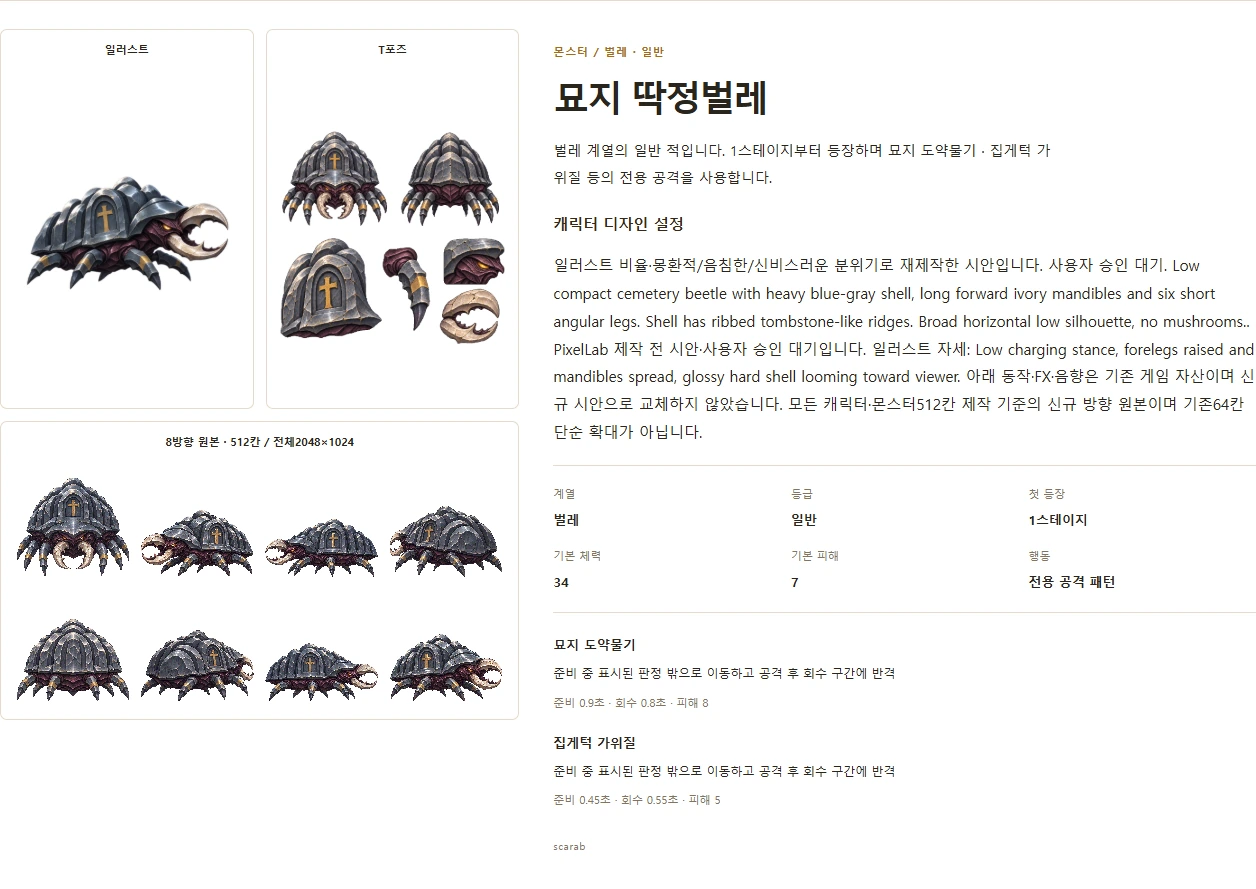 일러스트
T포즈
8방향 원본 · 512칸 / 전체2048×1024
몬스터 / 벌레 · 일반
묘지 딱정벌레
벌레 계열의 일반 적입니다. 1스테이지부터 등장하며 묘지 도약물기 · 집게턱 가
위질 등의 전용 공격을 사용합니다.
캐릭터 디자인 설정
일러스트 비율·몽환적/음침한/신비스러운 분위기로 재제작한 시안입니다. 사용자 승인 대기. Low
compact cemetery beetle with heavy blue-gray shell, long forward ivory mandibles and six short
angular legs. Shell has ribbed tombstone-like ridges. Broad horizontal low silhouette, no mushrooms..
PixelLab 제작 전 시안·사용자 승인 대기입니다. 일러스트 자세: Low charging stance, forelegs raised and
mandibles spread, glossy hard shell looming toward viewer. 아래 동작·FX·음향은 기존 게임 자산이며 신
규 시안으로 교체하지 않았습니다. 모든 캐릭터·몬스터512칸 제작 기준의 신규 방향 원본이며 기존64칸
단순 확대가 아닙니다.
계열
등급
첫 등장
벌레
일반
1스테이지
기본 체력
기본 피해
행동
34
7
전용 공격 패턴
묘지 도약물기
준비 중 표시된 판정 밖으로 이동하고 공격 후 회수 구간에 반격
준비 0.9초 · 회수 0.8초 · 피해 8
집게턱 가위질
준비 중 표시된 판정 밖으로 이동하고 공격 후 회수 구간에 반격
준비 0.45초 · 회수 0.55초 · 피해 5
scarab